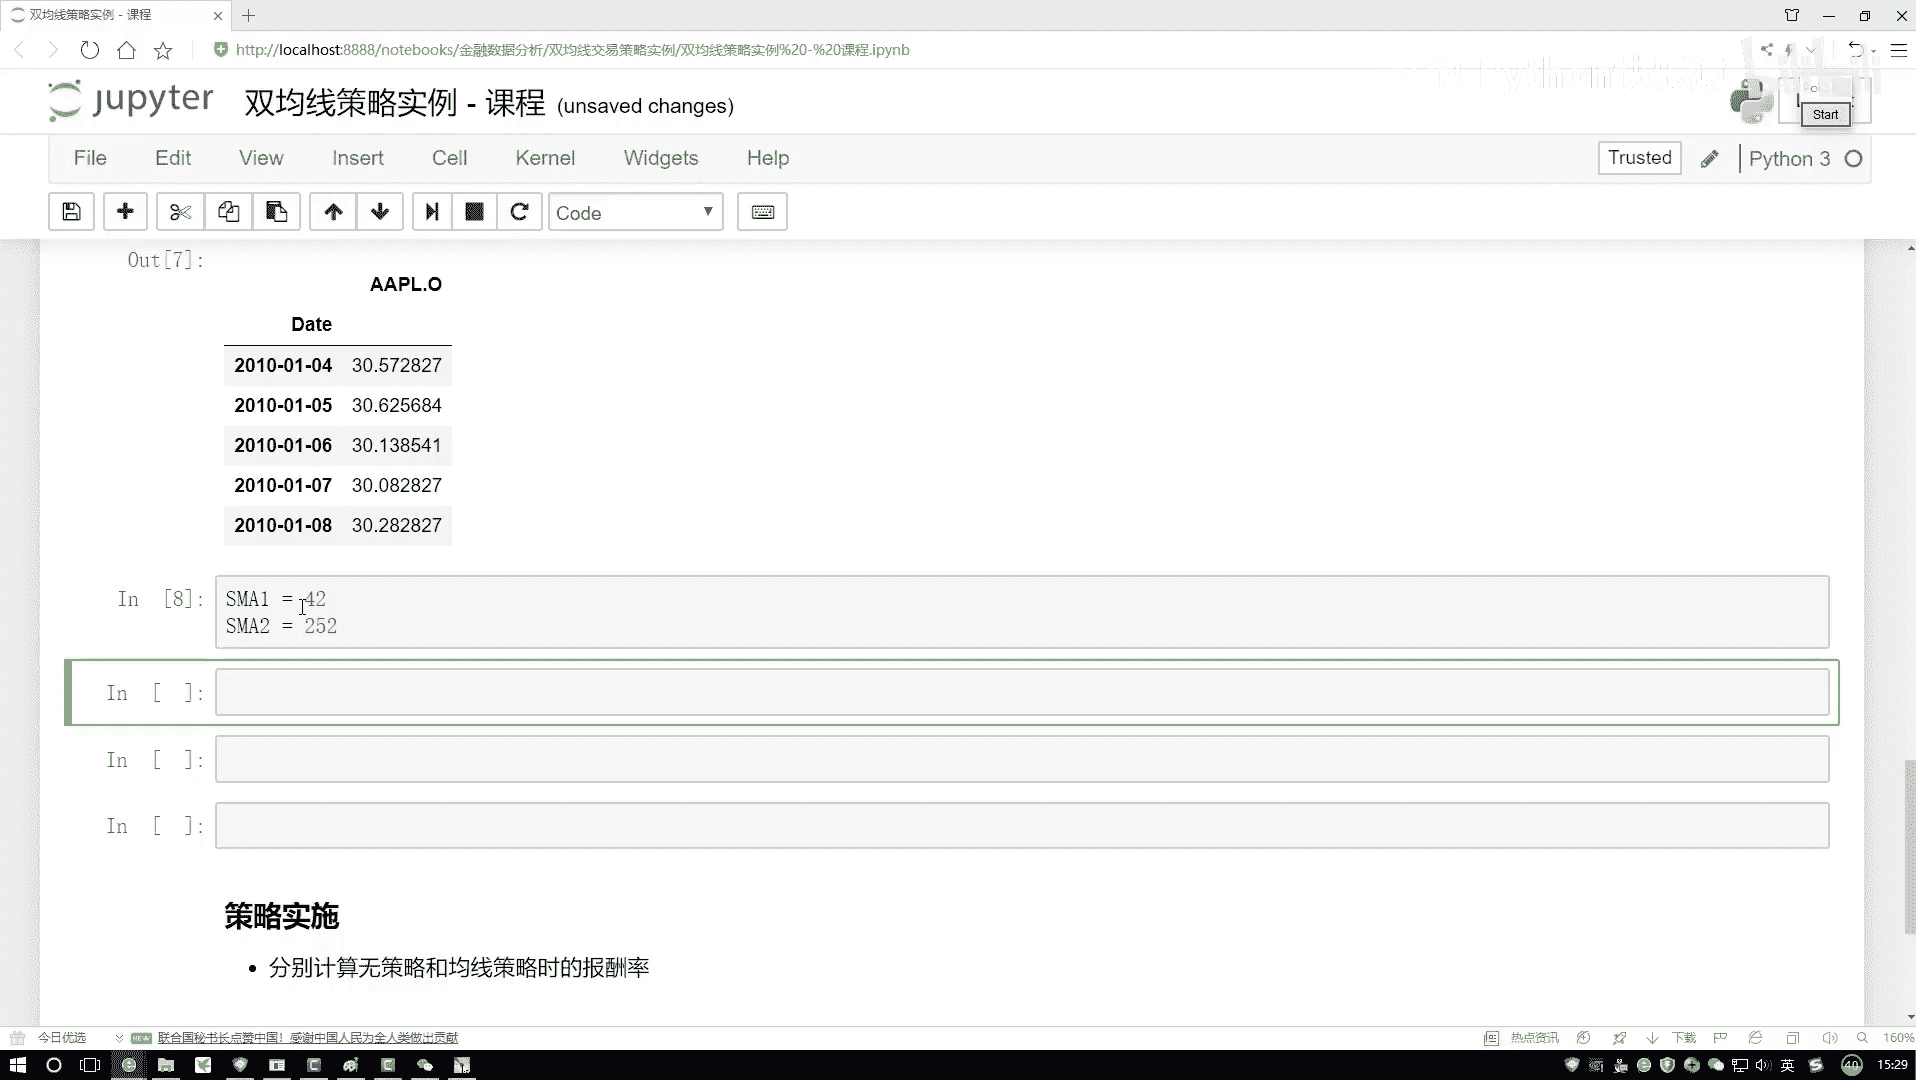 双均线策略实例 - 课程
http://localhost:8888/notebooks/金融数据分析/双均线交易策略实例/双均线策略实例%20-%20课程.ipynb
jupyter 双均线策略实例 - 课程 (unsaved changes)
Start
File Edit View Insert Cell Kernel Widgets Help Trusted Python 3
Code
Out[7]:
AAPL.O
Date
2010-01-04 30.572827
2010-01-05 30.625684
2010-01-06 30.138541
2010-01-07 30.082827
2010-01-08 30.282827
In [8]: SMA1 = 42
SMA2 = 252
In [ ]:
In [ ]:
In [ ]:
策略实施
• 分别计算无策略和均线策略时的报酬率
今日优选 NEW 联合国秘书长点赞中国！感谢中国人民为全人类做出贡献 热点资讯 下载 160%
英 40 15:29